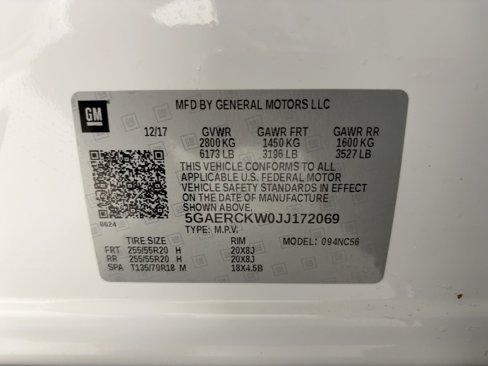 GM
MFD BY GENERAL MOTORS LLC
12/17 GVWR GAWR FRT GAWR RR
2800 KG 1450 KG 1600 KG
6173 LB 3196 LB 3527 LB
THIS VEHICLE CONFORMS TO ALL
APPLICABLE U.S. FEDERAL MOTOR
VEHICLE SAFETY STANDARDS IN EFFECT
ON THE DATE OF MANUFACTURE
SHOWN ABOVE.
8624
5GAERCKW0JJ172069
TYPE: M.P.V.
TIRE SIZE RIM MODEL: 094NC56
FRT 255/55R20 H 20X8J
RR 255/55R20 H 20X8J
SPA T135/70R18 M 18X4.5B